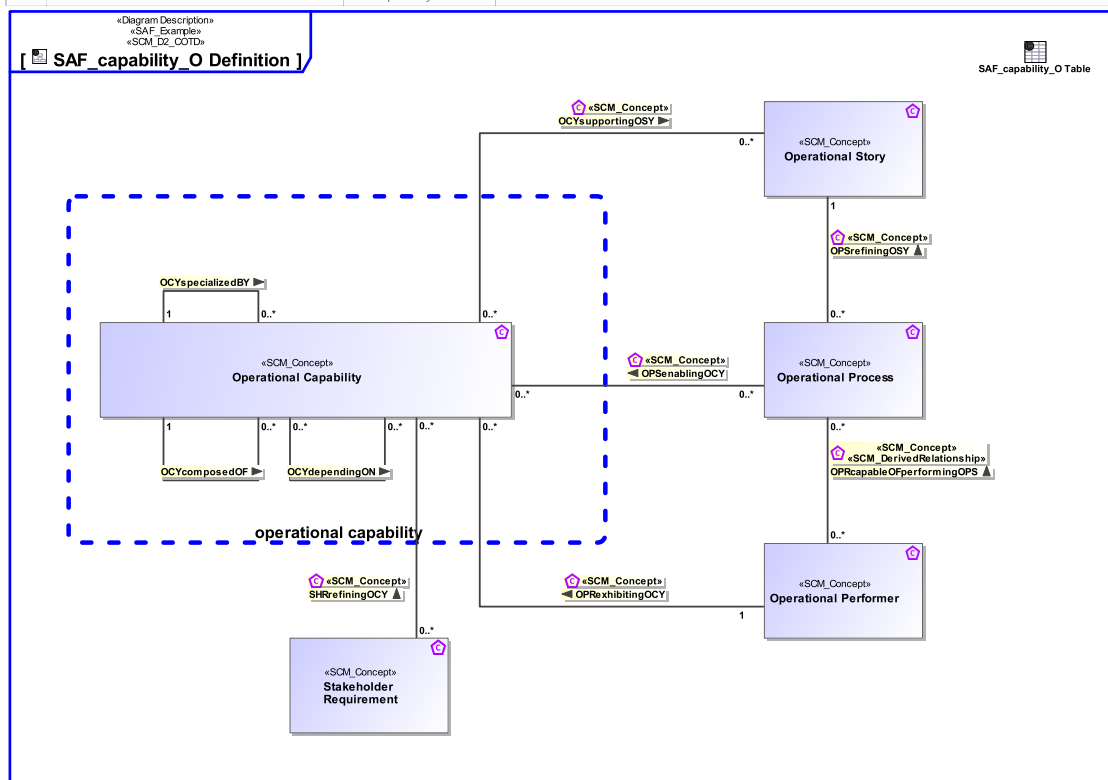 «Diagram Description»
«SAF_Example»
«SCM_D2_COTD»
[ SAF_capability_O Definition ]
SAF_capability_O Table
C «SCM_Concept»
OCYsupportingOSY
0..*
C
«SCM_Concept»
Operational Story
1
C «SCM_Concept»
OPSrefiningOSY
OCYspecializedBY
1
0..*
0..*
0..*
C
«SCM_Concept»
Operational Capability
C «SCM_Concept»
OPSenablingOCY
0..*
0..*
C
«SCM_Concept»
Operational Process
1
0..*
0..*
0..*
0..*
0..*
0..*
OCYcomposedOF
OCYdependingON
C «SCM_Concept»
«SCM_DerivedRelationship»
OPRcapableOFperformingOPS
operational capability
0..*
C «SCM_Concept»
SHRrefiningOCY
0..*
C «SCM_Concept»
OPRexhibitingOCY
1
C
«SCM_Concept»
Operational Performer
C
«SCM_Concept»
Stakeholder
Requirement